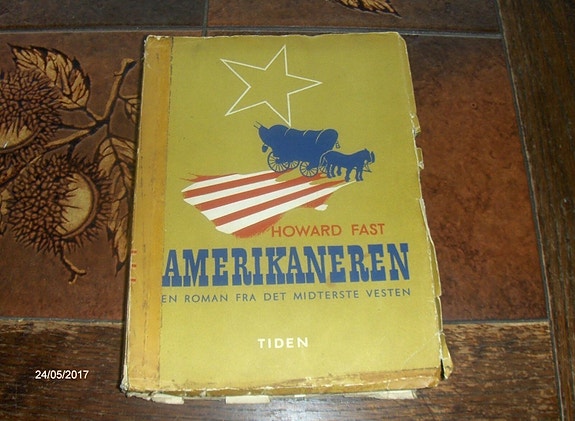 HOWARD FAST
AMERIKANEREN
EN ROMAN FRA DET MIDTERSTE VESTEN
TIDEN
24/05/2017